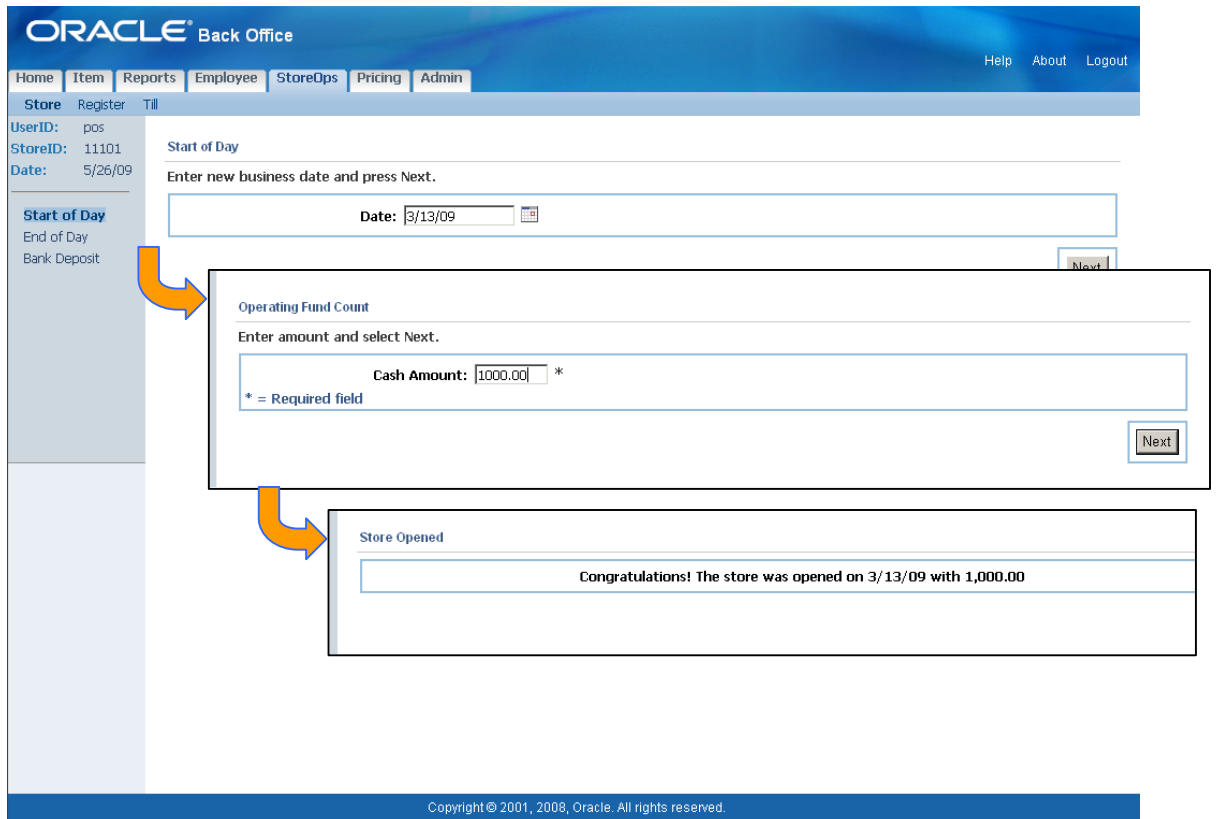 ORACLE® Back Office
Help About Logout
Home Item Reports Employee StoreOps Pricing Admin
Store Register Till
UserID: pos
StoreID: 11101
Date: 5/26/09
Start of Day
End of Day
Bank Deposit
Start of Day
Enter new business date and press Next.
Date: 3/13/09
Next
Operating Fund Count
Enter amount and select Next.
Cash Amount: 1000.00 *
* = Required field
Next
Store Opened
Congratulations! The store was opened on 3/13/09 with 1,000.00
Copyright © 2001, 2008, Oracle. All rights reserved.